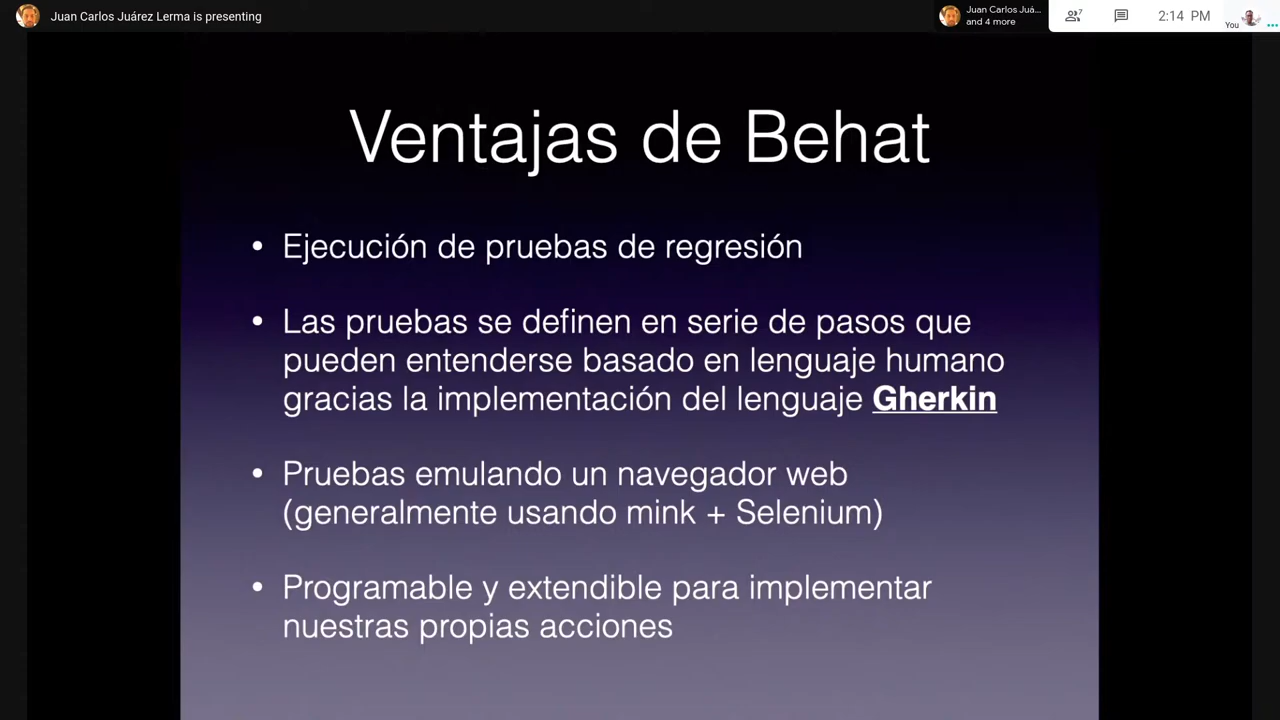 Juan Carlos Juárez Lerma is presenting
Juan Carlos Juá...
and 4 more
7
2:14 PM
You
Ventajas de Behat
• Ejecución de pruebas de regresión
• Las pruebas se definen en serie de pasos que
pueden entenderse basado en lenguaje humano
gracias la implementación del lenguaje Gherkin
• Pruebas emulando un navegador web
(generalmente usando mink + Selenium)
• Programable y extendible para implementar
nuestras propias acciones